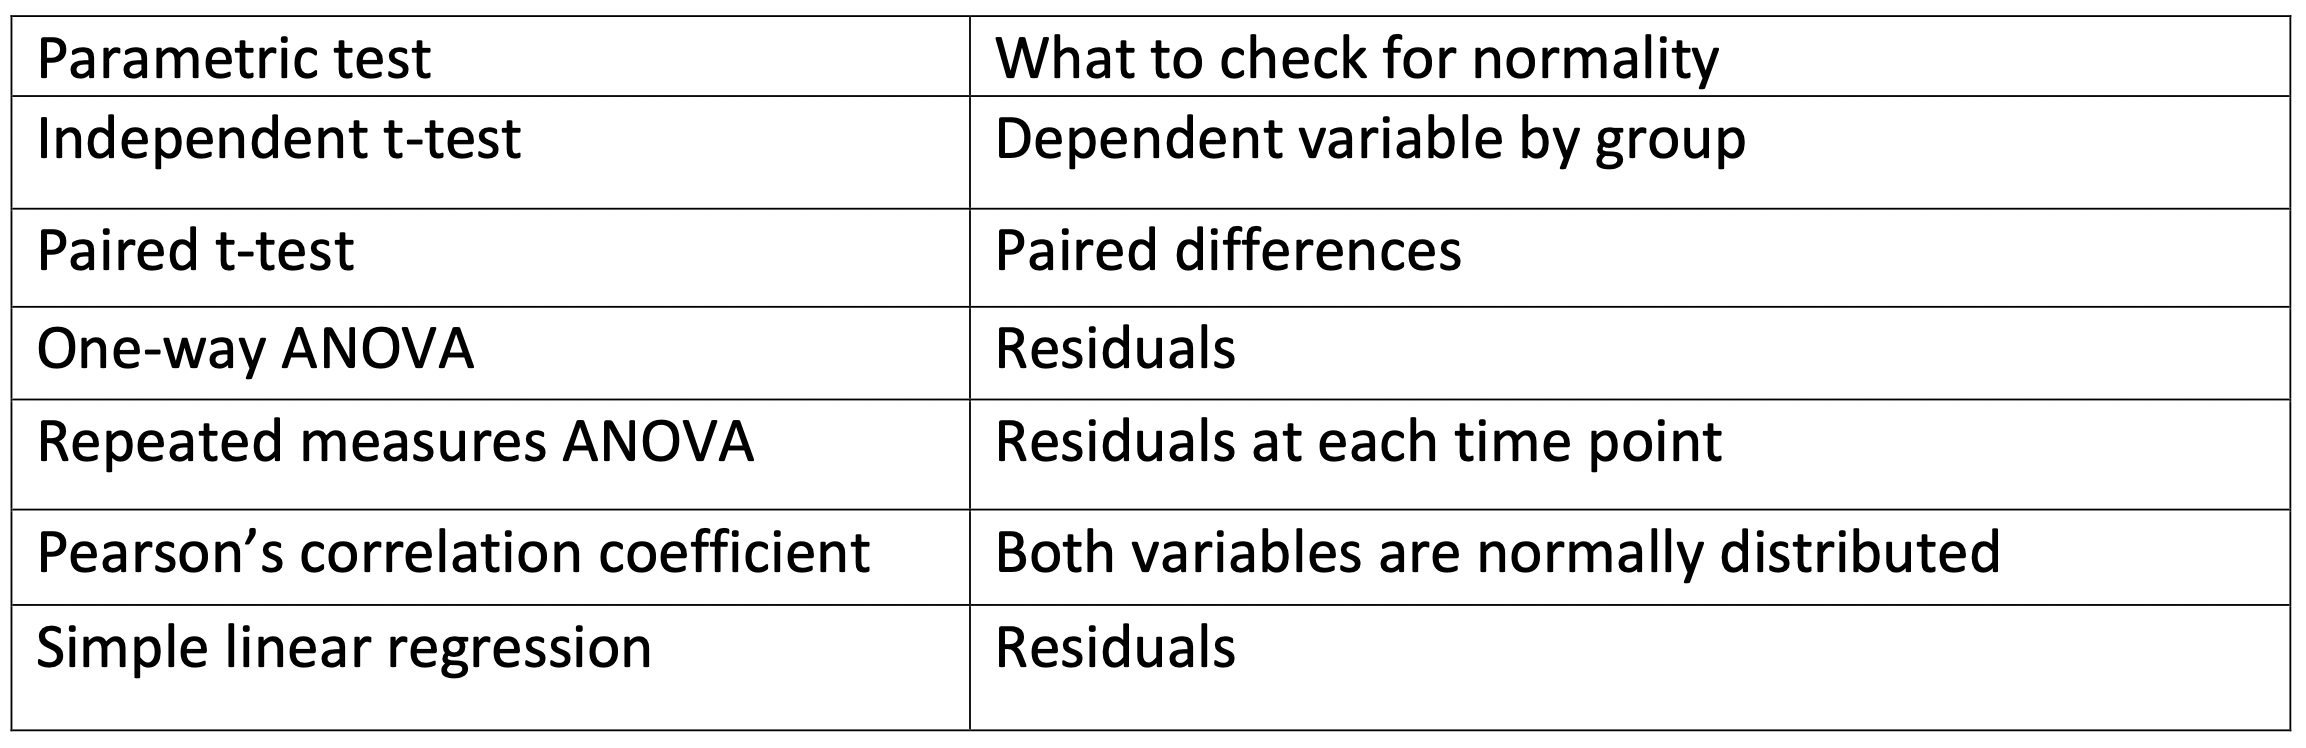 Parametric test What to check for normality
Independent t-test Dependent variable by group
Paired t-test Paired differences
One-way ANOVA Residuals
Repeated measures ANOVA Residuals at each time point
Pearson’s correlation coefficient Both variables are normally distributed
Simple linear regression Residuals